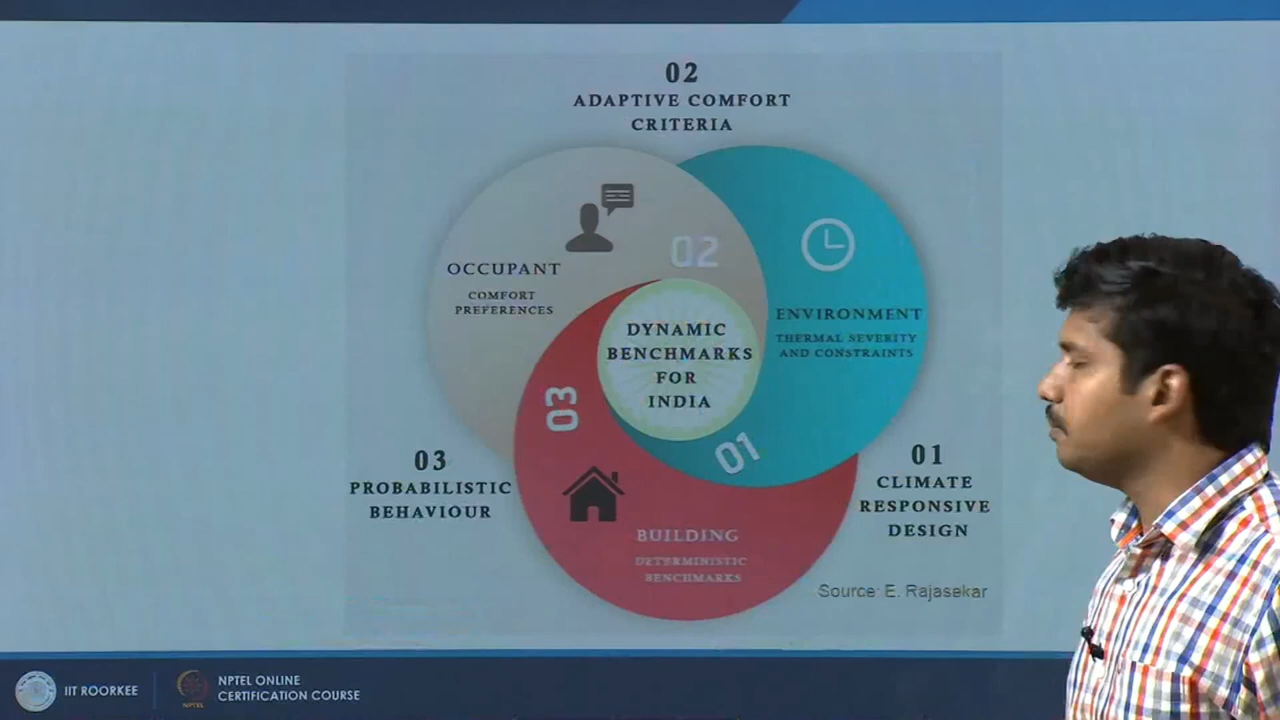 02
ADAPTIVE COMFORT
CRITERIA
02
OCCUPANT
COMFORT
PREFERENCES
ENVIRONMENT
THERMAL SEVERITY
AND CONSTRAINTS
DYNAMIC
BENCHMARKS
FOR
INDIA
03
01
03
PROBABILISTIC
BEHAVIOUR
01
CLIMATE
RESPONSIVE
DESIGN
BUILDING
DETERMINISTIC
BENCHMARKS
Source: E. Rajasekar
IIT ROORKEE
NPTEL ONLINE
CERTIFICATION COURSE
NPTEL